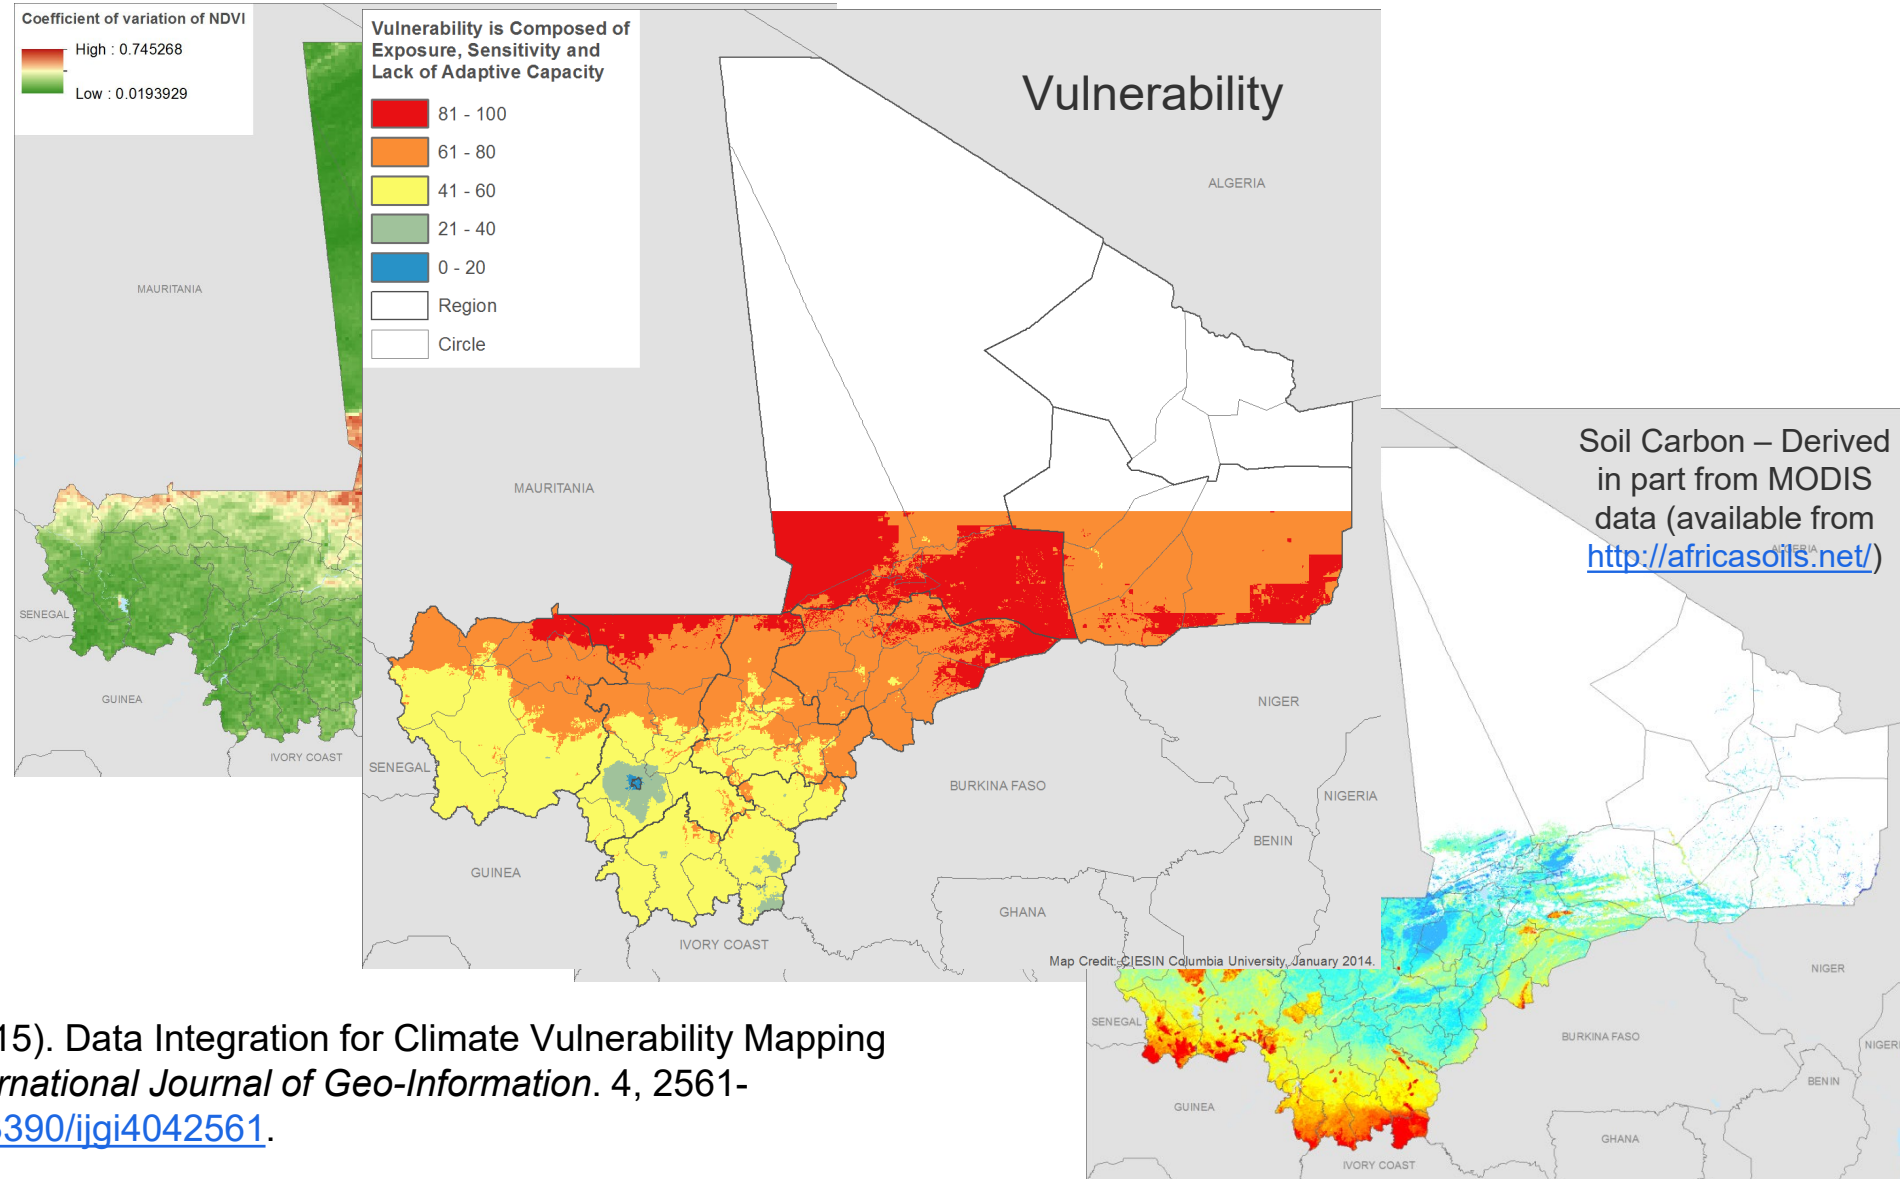 Coefficient of variation of NDVI
High : 0.745268
Low : 0.0193929
MAURITANIA
SENEGAL
GUINEA
IVORY COAST
Vulnerability is Composed of
Exposure, Sensitivity and
Lack of Adaptive Capacity
81 - 100
61 - 80
41 - 60
21 - 40
0 - 20
Region
Circle
Vulnerability
ALGERIA
MAURITANIA
NIGER
SENEGAL
BURKINA FASO
NIGERIA
BENIN
GUINEA
GHANA
IVORY COAST
Map Credit: CIESIN Columbia University, January 2014.
Soil Carbon – Derived
in part from MODIS
data (available from
http://africasoils.net/)
ALGERIA
NIGER
SENEGAL
BURKINA FASO
NIGERI
BENIN
GUINEA
GHANA
IVORY COAST
15). Data Integration for Climate Vulnerability Mapping
rnational Journal of Geo-Information. 4, 2561-
390/ijgi4042561.